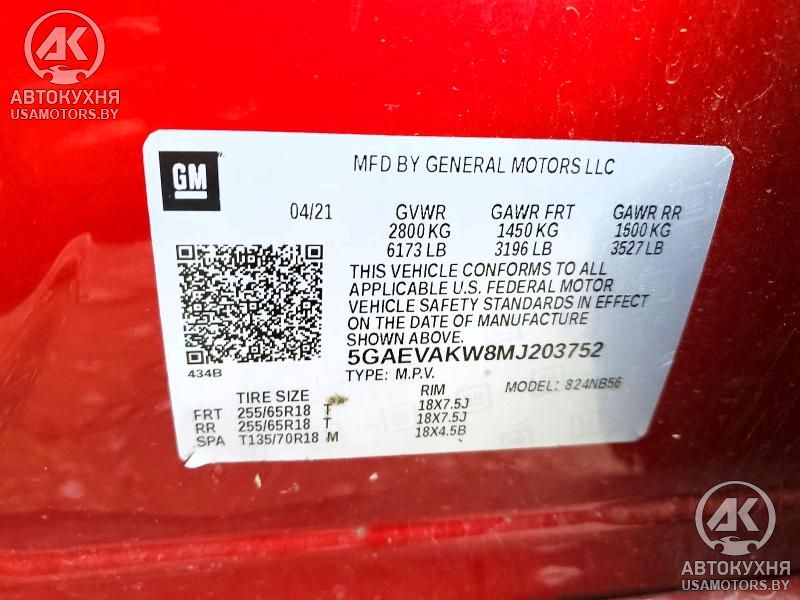 AK
АВТОКУХНЯ
USAMOTORS.BY
GM
MFD BY GENERAL MOTORS LLC
04/21 GVWR GAWR FRT GAWR RR
2800 KG 1450 KG 1600 KG
6173 LB 3196 LB 3527 LB
THIS VEHICLE CONFORMS TO ALL
APPLICABLE U.S. FEDERAL MOTOR
VEHICLE SAFETY STANDARDS IN EFFECT
ON THE DATE OF MANUFACTURE
SHOWN ABOVE.
434B
5GAEVAKW8MJ203752
TYPE: M.P.V. MODEL: 824NB56
TIRE SIZE RIM
FRT 255/65R18 T 18X7.5J
RR 255/65R18 T 18X7.5J
SPA T135/70R18 M 18X4.5B
AK
АВТОКУХНЯ
USAMOTORS.BY